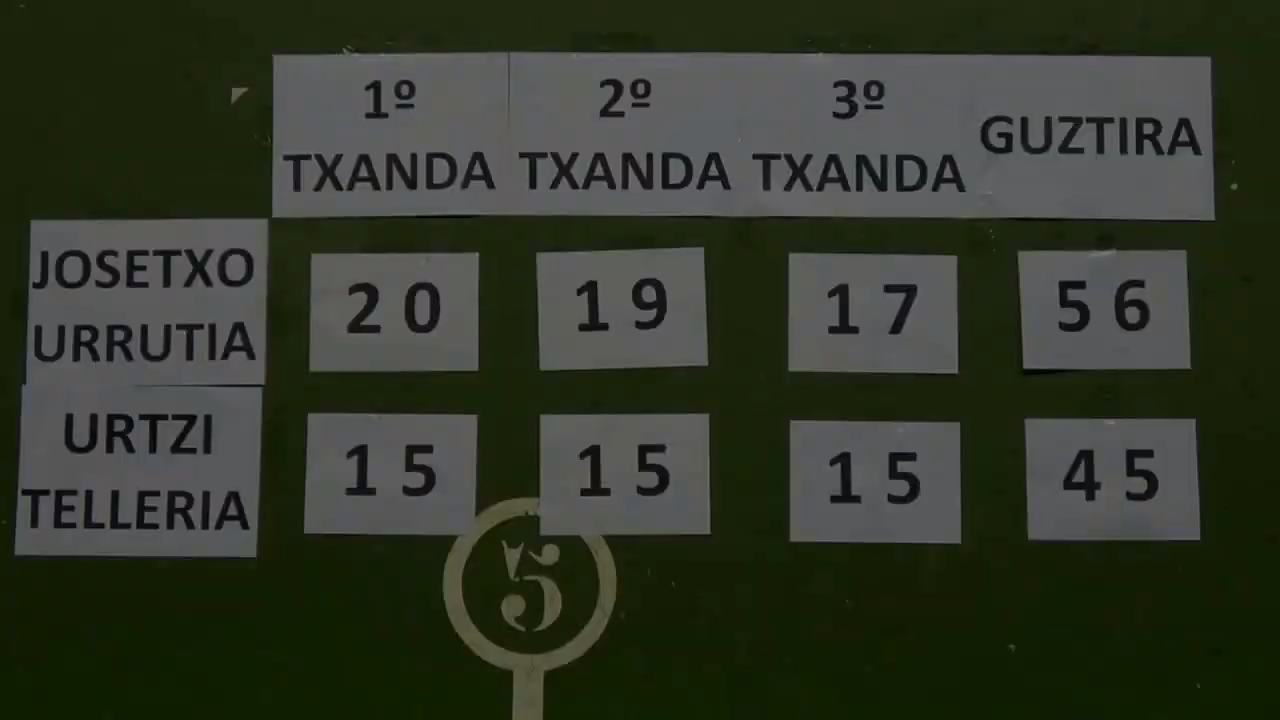 1º 2º 3º GUZTIRA
TXANDA TXANDA TXANDA
JOSETXO
URRUTIA
20 19 17 56
URTZI
TELLERIA
15 15 15 45
5